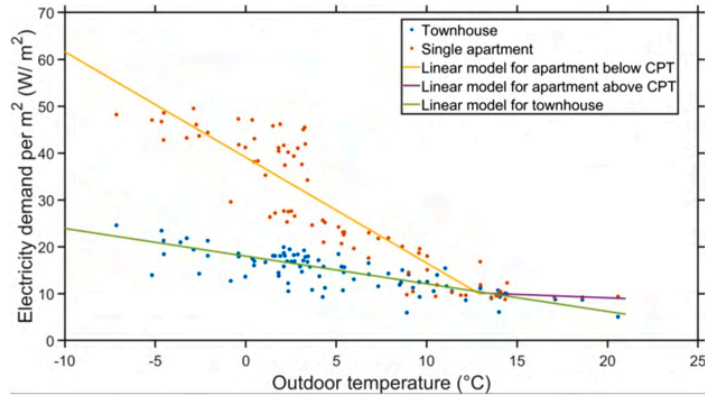 70
60
50
40
30
20
10
0
Electricity demand per m² (W/ m²)
Townhouse
Single apartment
Linear model for apartment below CPT
Linear model for apartment above CPT
Linear model for townhouse
-10 -5 0 5 10 15 20 25
Outdoor temperature (°C)